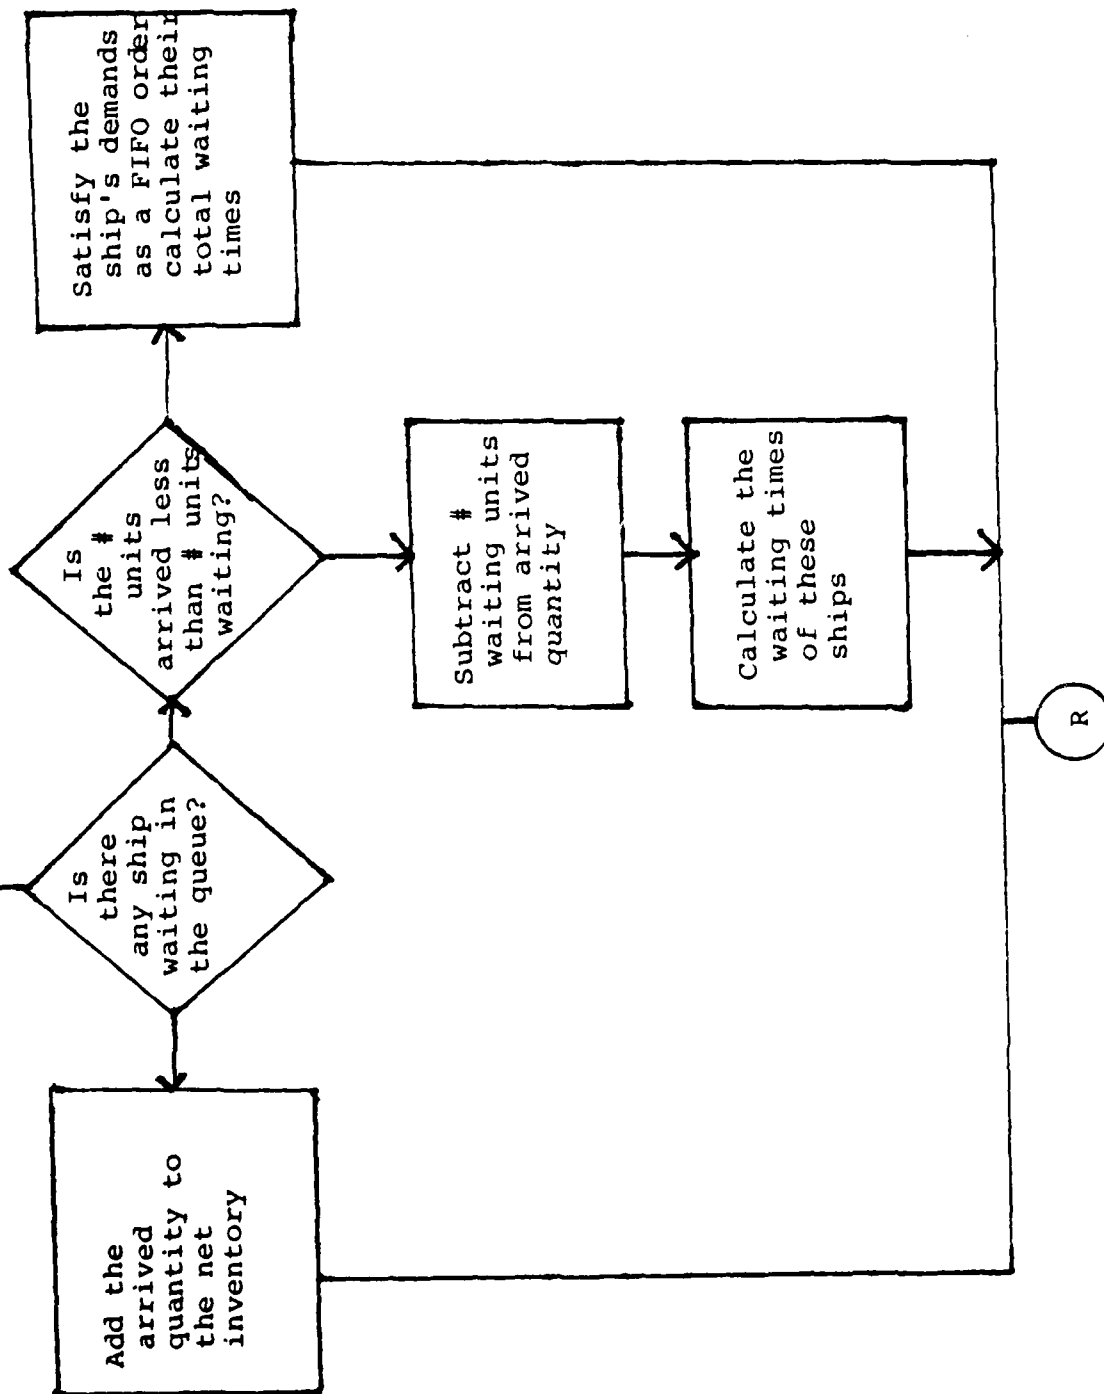 Is
there
any ship
waiting in
the queue?
Add the
arrived
quantity to
the net
inventory
Is
the #
units
arrived less
than # units
waiting?
Satisfy the
ship's demands
as a FIFO order
calculate their
total waiting
times
Subtract #
waiting units
from arrived
quantity
Calculate the
waiting times
of these
ships
R